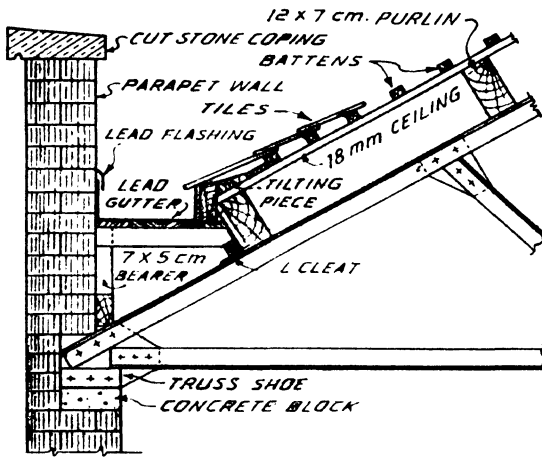 12 x 7 cm. PURLIN
CUT STONE COPING
BATTENS
PARAPET WALL
TILES
LEAD FLASHING
18 mm CEILING
LEAD
GUTTER
TILTING
PIECE
7 x 5 cm
BEARER
L CLEAT
TRUSS SHOE
CONCRETE BLOCK